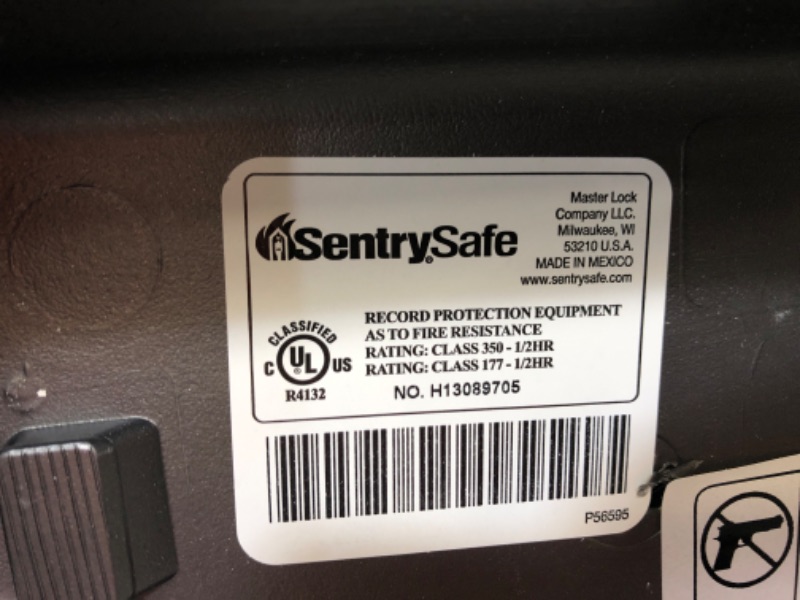 SentrySafe
Master Lock
Company LLC.
Milwaukee, WI
53210 U.S.A.
MADE IN MEXICO
www.sentrysafe.com
CLASSIFIED
C UL US
R4132
RECORD PROTECTION EQUIPMENT
AS TO FIRE RESISTANCE
RATING: CLASS 350 - 1/2HR
RATING: CLASS 177 - 1/2HR
NO. H13089705
P56595